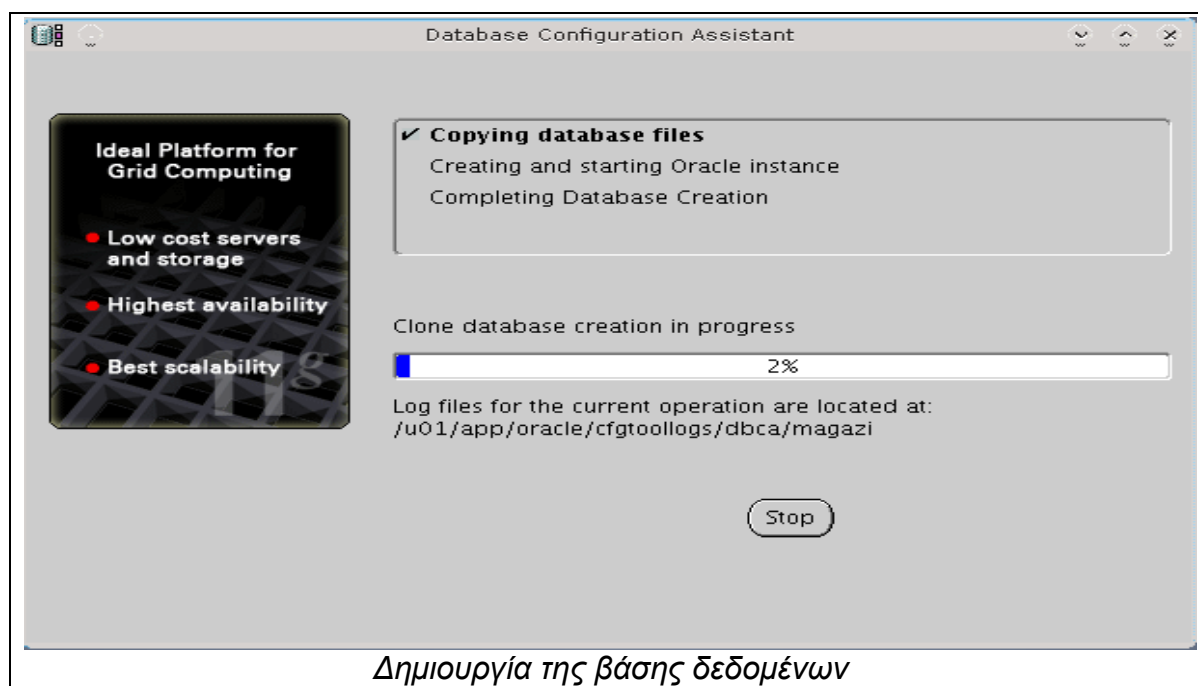 Database Configuration Assistant
Ideal Platform for
Grid Computing
Low cost servers
and storage
Highest availability
Best scalability
11g
✔ Copying database files
Creating and starting Oracle instance
Completing Database Creation
Clone database creation in progress
2%
Log files for the current operation are located at:
/u01/app/oracle/cfgtoollogs/dbca/magazi
Stop
Δημιουργία της βάσης δεδομένων